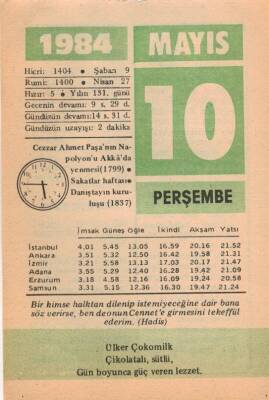 1984 MAYIS
Hicri: 1404 • Şaban 9
Rumi: 1400 • Nisan 27
Hızır: 5 • Yılın 131. günü
Gecenin devamı: 9 s. 29 d.
Gündüzün devamı: 14 s. 31 d.
Gündüzün uzayışı: 2 dakika
10
Cezzar Ahmet Paşa'nın Na-
polyon'u Akkâ'da
yenmesi (1799) •
Sakatlar haftası•
Danıştayın kuru-
luşu (1837)
PERŞEMBE
İmsak Güneş Öğle İkindi Akşam Yatsı
İstanbul 4,01 5.45 13.05 16.59 20.16 21.52
Ankara 3,51 5.32 12.50 16.42 19.58 21.31
İzmir 3.21 5.58 13.13 17.03 20.17 21.47
Adana 3.55 5.29 12.40 16.28 19.42 21.09
Erzurum 3.18 4.58 12.16 16.09 19.24 20.58
Samsun 3.31 5.15 12.36 16.30 19.47 21.24
Bir kimse halktan dilenip istemiyeceğine dair bana
söz verirse, ben de onun Cennet'e girmesini tekeffül
ederim. (Hadis)
Ülker Çokomilk
Çikolatalı, sütlü,
Gün boyunca güç veren lezzet.